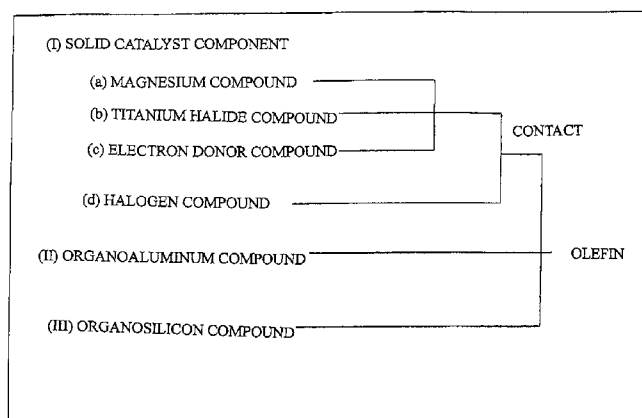 (I) SOLID CATALYST COMPONENT
(a) MAGNESIUM COMPOUND
(b) TITANIUM HALIDE COMPOUND
CONTACT
(c) ELECTRON DONOR COMPOUND
(d) HALOGEN COMPOUND
(II) ORGANOALUMINUM COMPOUND
OLEFIN
(III) ORGANOSILICON COMPOUND